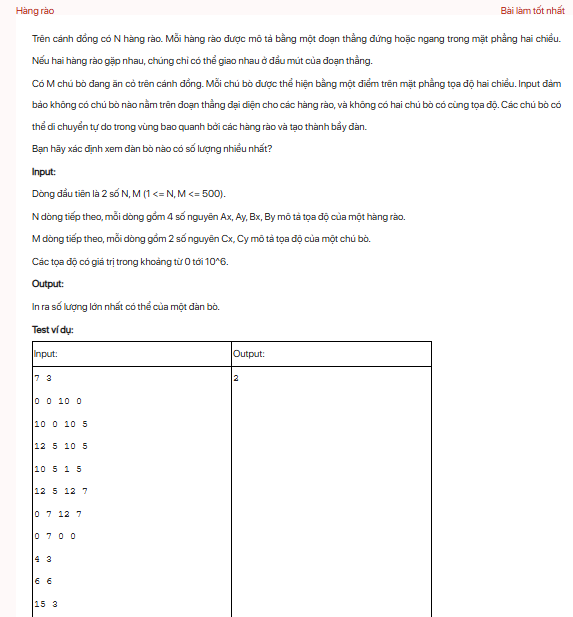 Hàng rào
Bài làm tốt nhất
Trên cánh đồng có N hàng rào. Mỗi hàng rào được mô tả bằng một đoạn thẳng đứng hoặc ngang trong mặt phẳng hai chiều.
Nếu hai hàng rào gặp nhau, chúng chỉ có thể giao nhau ở đầu mút của đoạn thẳng.
Có M chú bò đang ăn cỏ trên cánh đồng. Mỗi chú bò được thể hiện bằng một điểm trên mặt phẳng tọa độ hai chiều. Input đảm
bảo không có chú bò nào nằm trên đoạn thẳng đại diện cho các hàng rào, và không có hai chú bò có cùng tọa độ. Các chú bò có
thể di chuyển tự do trong vùng bao quanh bởi các hàng rào và tạo thành bầy đàn.
Bạn hãy xác định xem đàn bò nào có số lượng nhiều nhất?
Input:
Dòng đầu tiên là 2 số N, M (1 <= N, M <= 500).
N dòng tiếp theo, mỗi dòng gồm 4 số nguyên Ax, Ay, Bx, By mô tả tọa độ của một hàng rào.
M dòng tiếp theo, mỗi dòng gồm 2 số nguyên Cx, Cy mô tả tọa độ của một chú bò.
Các tọa độ có giá trị trong khoảng từ 0 tới 10^6.
Output:
In ra số lượng lớn nhất có thể của một đàn bò.
Test ví dụ:
Input: Output:
7 3 2
0 0 10 0
10 0 10 5
12 5 10 5
10 5 1 5
12 5 12 7
0 7 12 7
0 7 0 0
4 3
6 6
15 3